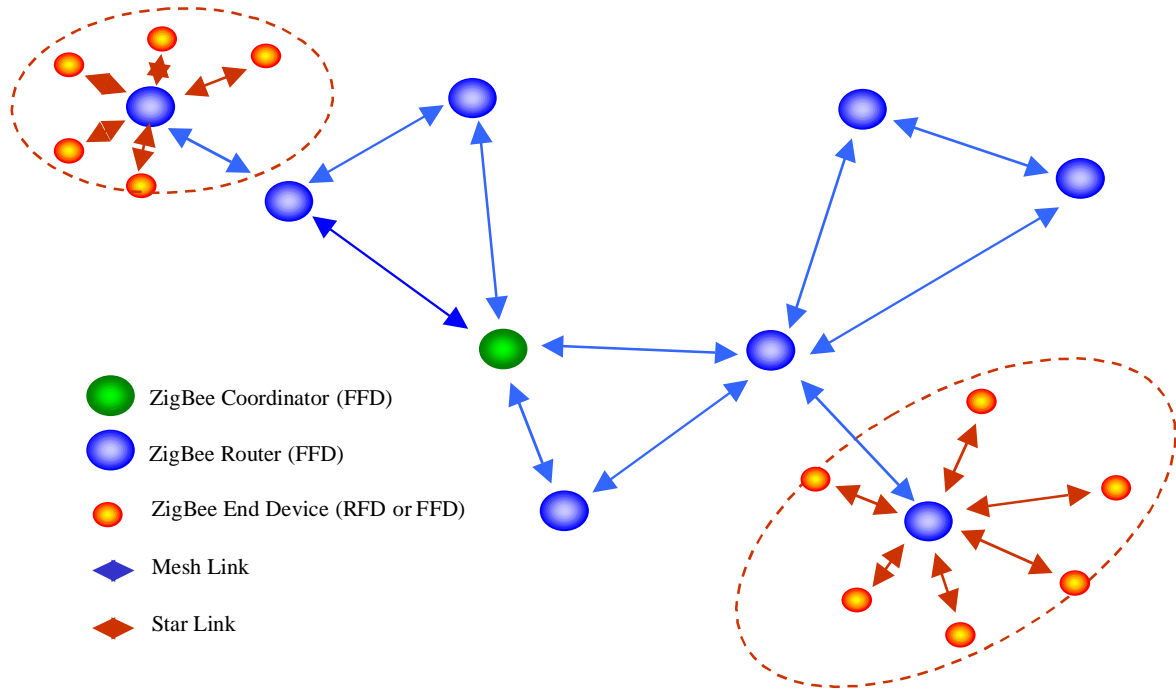 ZigBee Coordinator (FFD)
ZigBee Router (FFD)
ZigBee End Device (RFD or FFD)
Mesh Link
Star Link